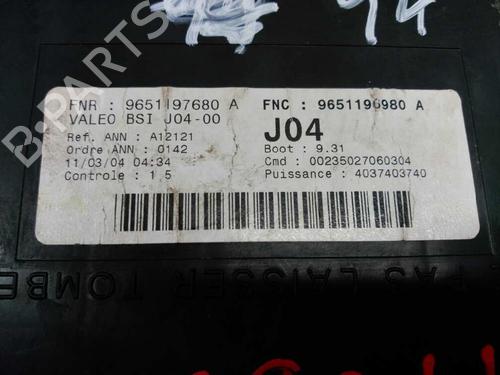 94
FNR : 9651197680 A
FNC : 9651196980 A
VALEO BSI J04-00
J04
Ref. ANN : A12121
Ordre ANN : 0142
Boot : 9.31
11/03/04 04:34
Cmd : 00235027060304
Controle : 1.5
Puissance : 4037403740
PAS LAISSER TOMBE
B-PARTS